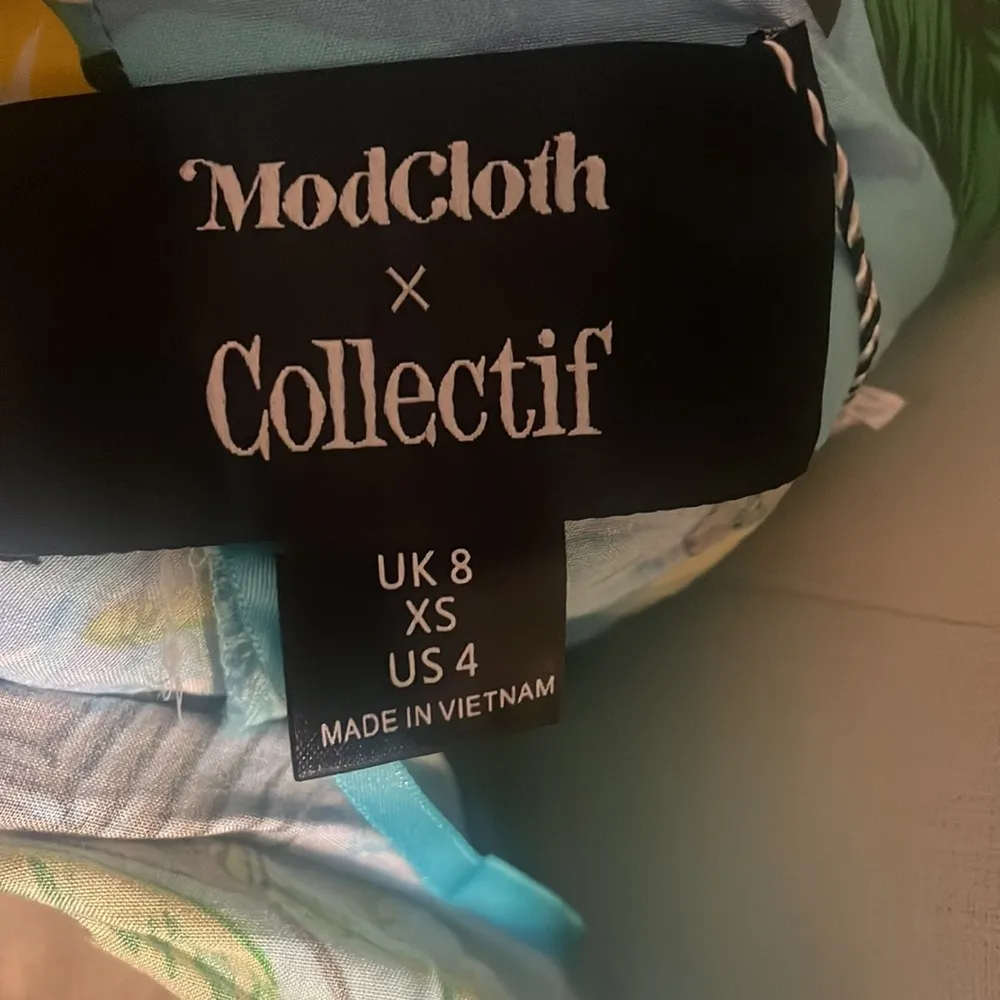 ModCloth
×
Collectif
UK 8
XS
US 4
MADE IN VIETNAM